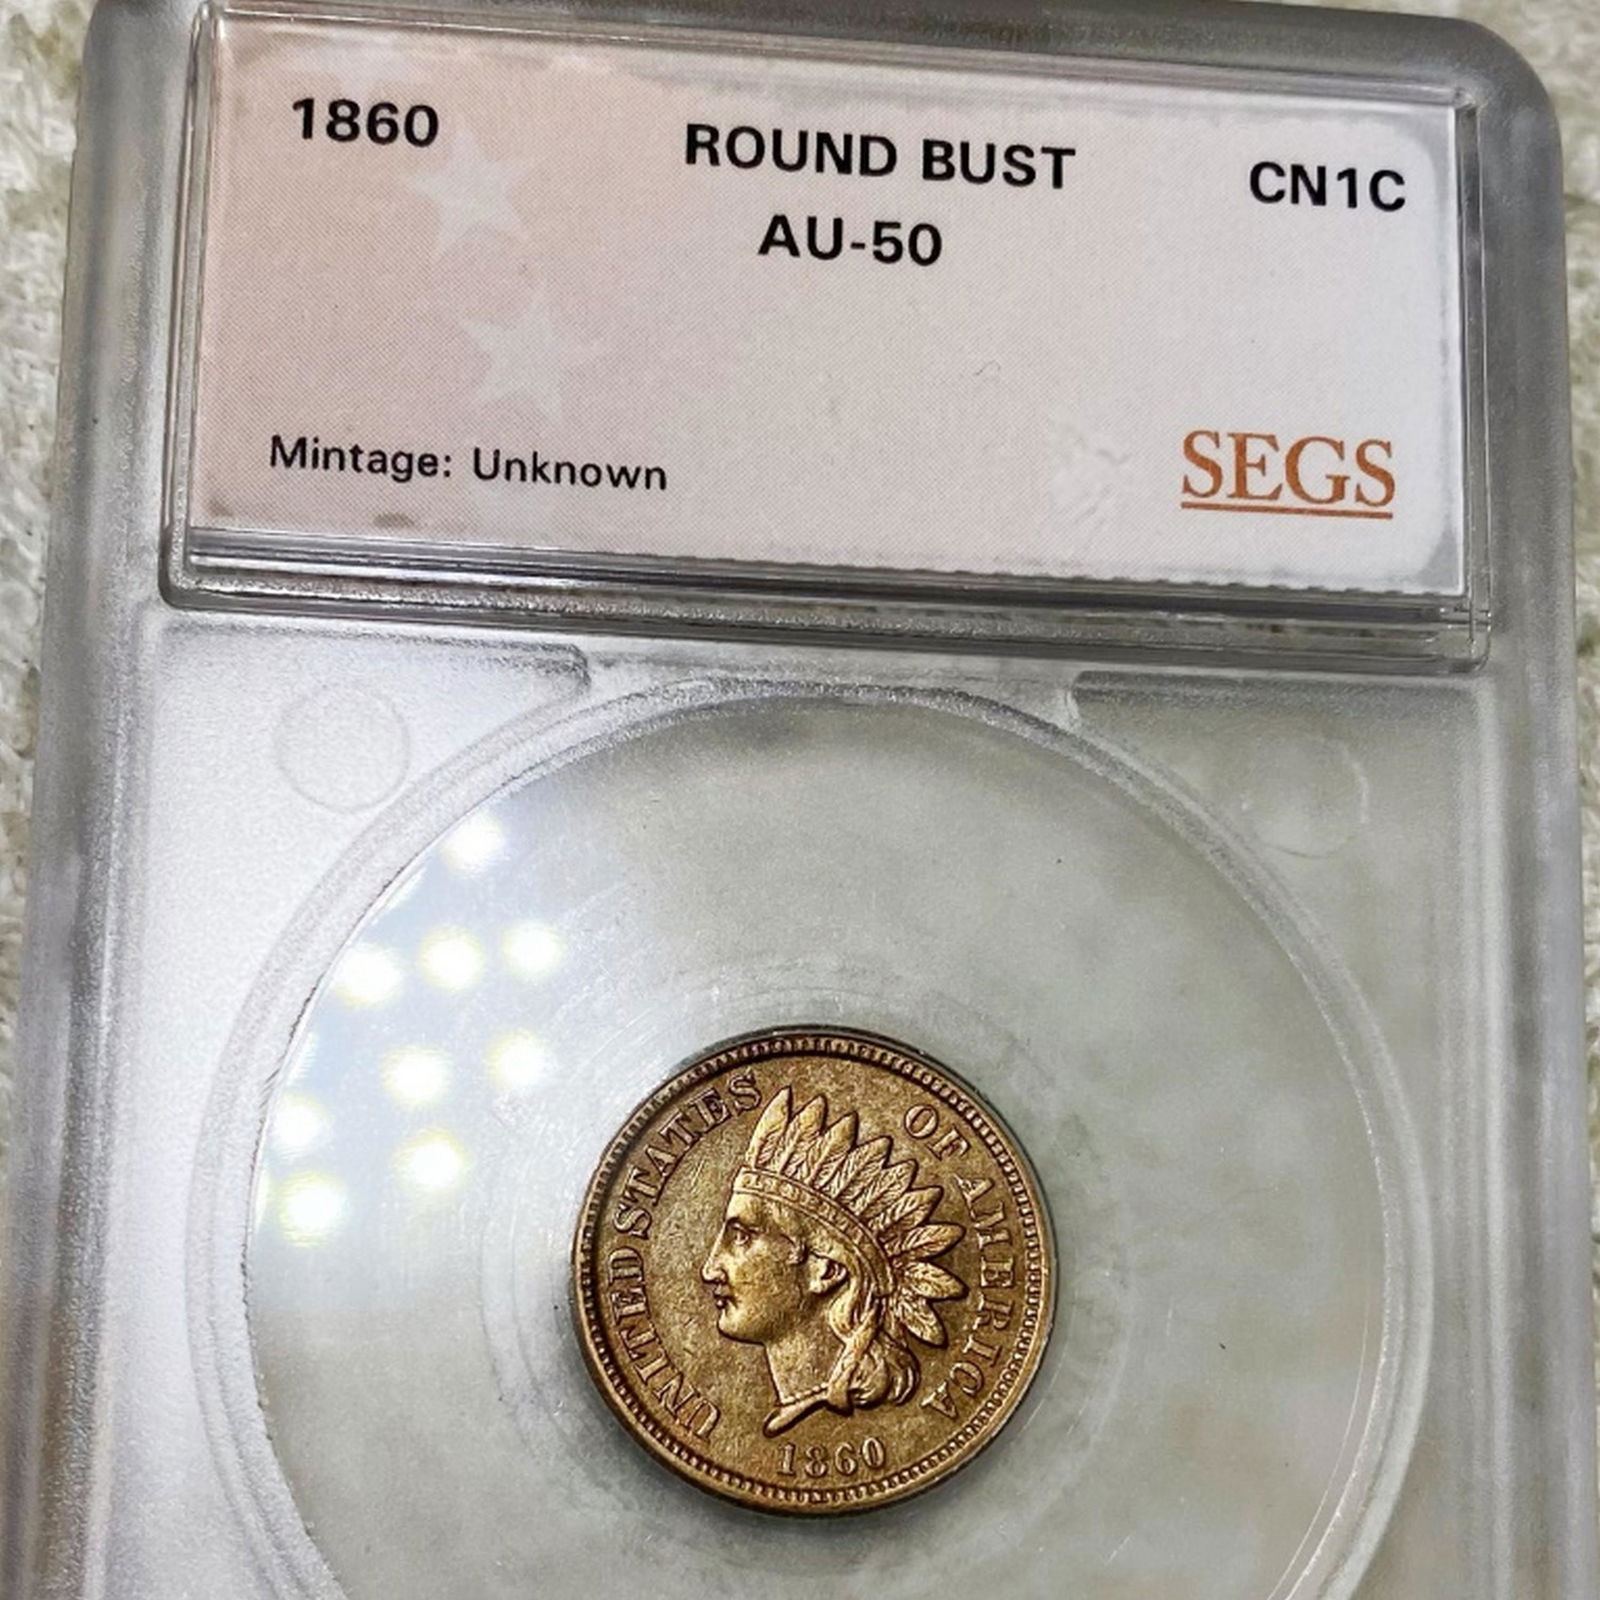 1860 ROUND BUST CN1C
AU-50
Mintage: Unknown SEGS
UNITED STATES OF AMERICA
1860